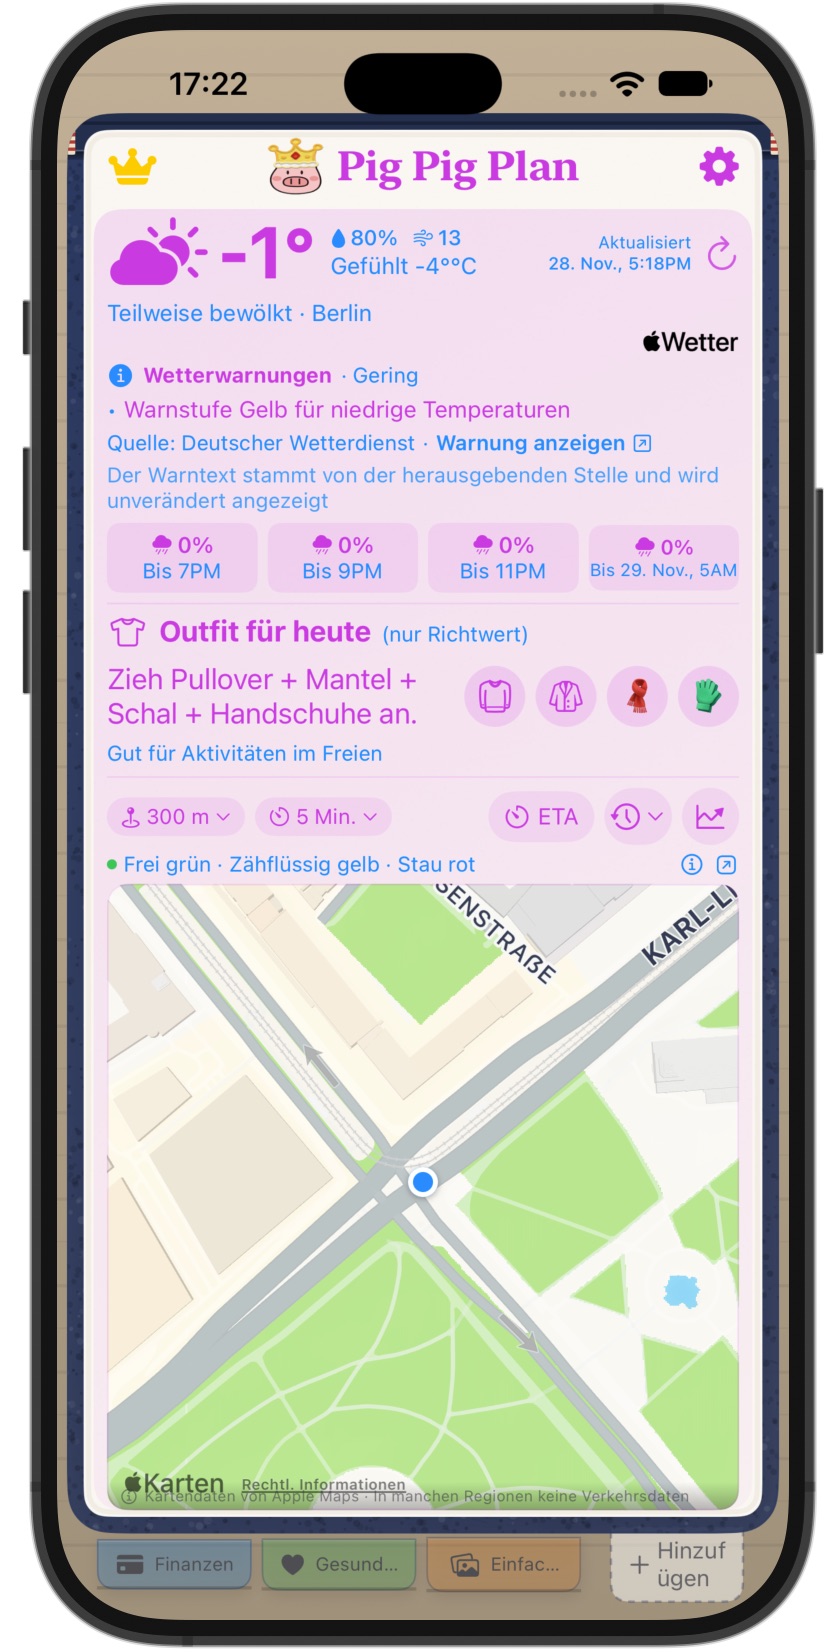 17:22
Pig Pig Plan
-1° 80% 13
Gefühlt -4°°C
Aktualisiert
28. Nov., 5:18PM
Teilweise bewölkt · Berlin
Wetter
Wetterwarnungen · Gering
· Warnstufe Gelb für niedrige Temperaturen
Quelle: Deutscher Wetterdienst · Warnung anzeigen
Der Warntext stammt von der herausgebenden Stelle und wird
unverändert angezeigt
0% 0% 0% 0%
Bis 7PM Bis 9PM Bis 11PM Bis 29. Nov., 5AM
Outfit für heute (nur Richtwert)
Zieh Pullover + Mantel +
Schal + Handschuhe an.
Gut für Aktivitäten im Freien
300 m 5 Min. ETA
Frei grün · Zähflüssig gelb · Stau rot
SENSTRAẞE
KARL-L
Karten Rechtl. Informationen
Kartendaten von Apple Maps · In manchen Regionen keine Verkehrsdaten
Finanzen Gesund... Einfac... + Hinzuf
ügen